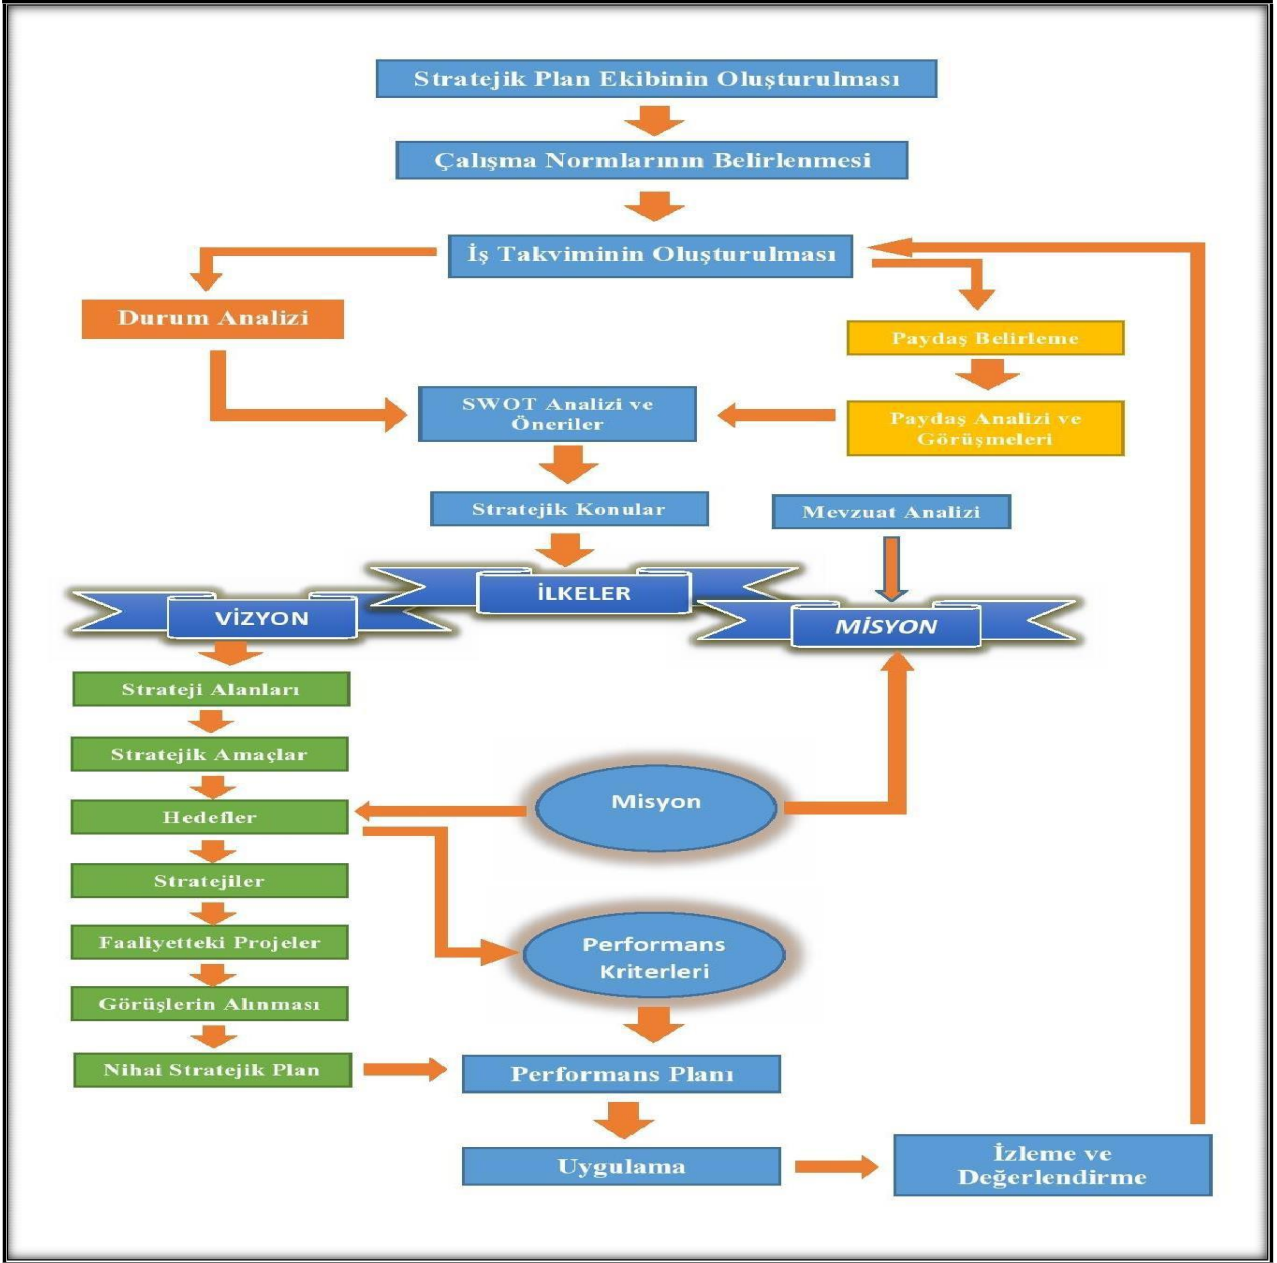 Stratejik Plan Ekibinin Oluşturulması
Çalışma Normlarının Belirlenmesi
İş Takviminin Oluşturulması
Durum Analizi
Paydaş Belirleme
SWOT Analizi ve
Öneriler
Paydaş Analizi ve
Görüşmeleri
Stratejik Konular
Mevzuat Analizi
İLKELER
VİZYON
MİSYON
Strateji Alanları
Stratejik Amaçlar
Hedefler
Misyon
Stratejiler
Faaliyetteki Projeler
Performans
Kriterleri
Görüşlerin Alınması
Nihai Stratejik Plan
Performans Planı
Uygulama
İzleme ve
Değerlendirme